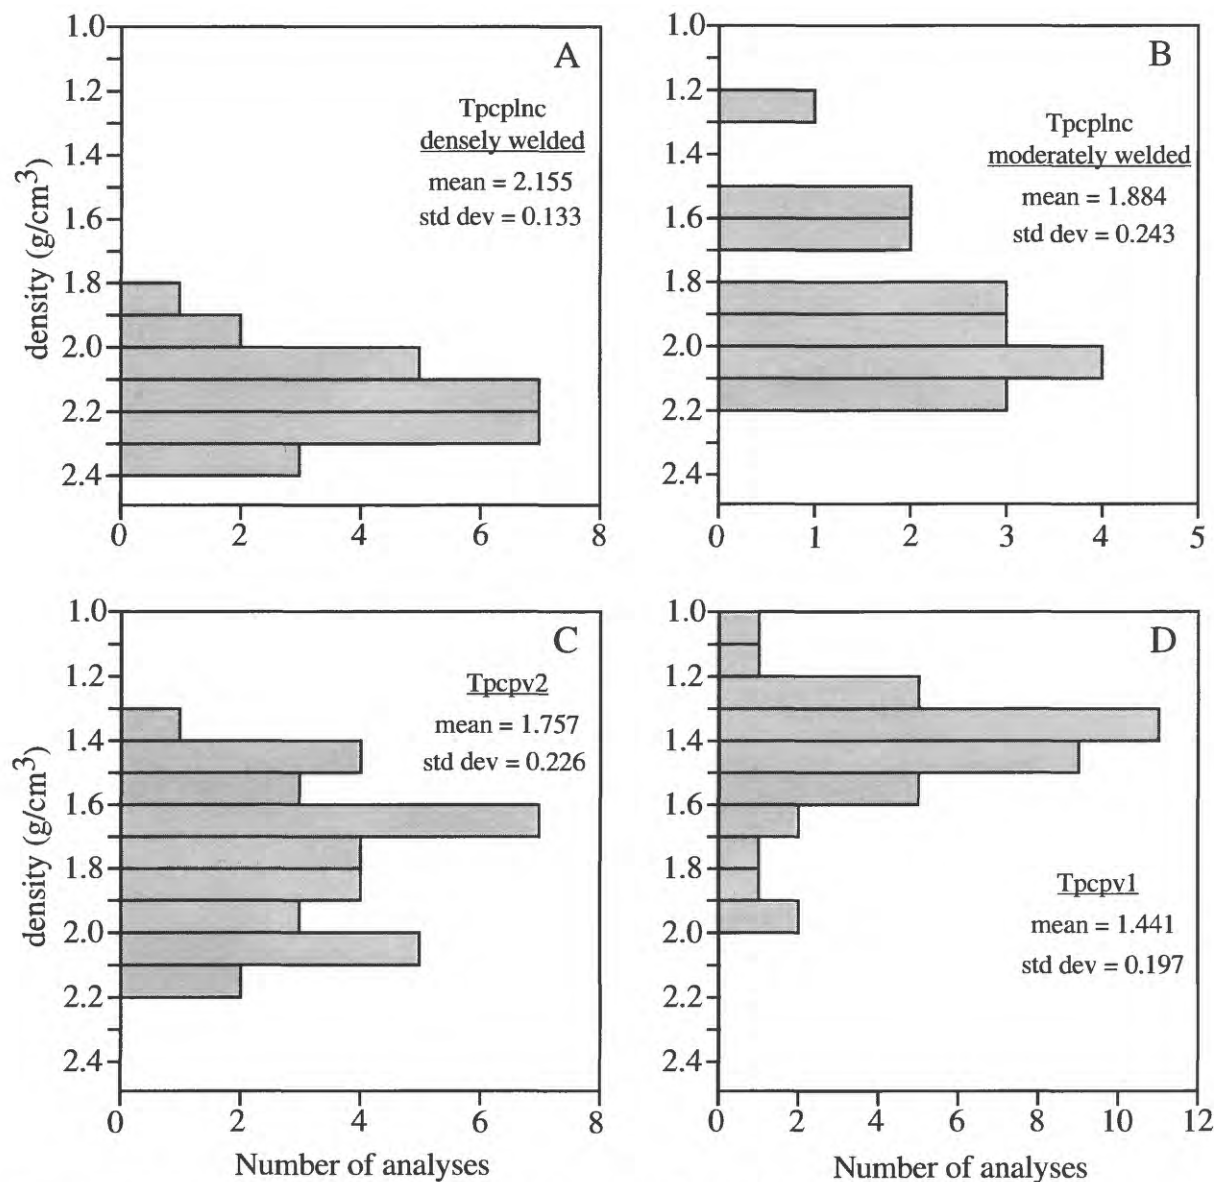 A
Tpcplnc
densely welded
mean = 2.155
std dev = 0.133
density (g/cm³)
1.0
1.2
1.4
1.6
1.8
2.0
2.2
2.4
0 2 4 6 8
B
Tpcplnc
moderately welded
mean = 1.884
std dev = 0.243
1.0
1.2
1.4
1.6
1.8
2.0
2.2
2.4
0 1 2 3 4 5
C
Tpcpv2
mean = 1.757
std dev = 0.226
density (g/cm³)
1.0
1.2
1.4
1.6
1.8
2.0
2.2
2.4
0 2 4 6 8
Number of analyses
D
Tpcpv1
mean = 1.441
std dev = 0.197
1.0
1.2
1.4
1.6
1.8
2.0
2.2
2.4
0 2 4 6 8 10 12
Number of analyses